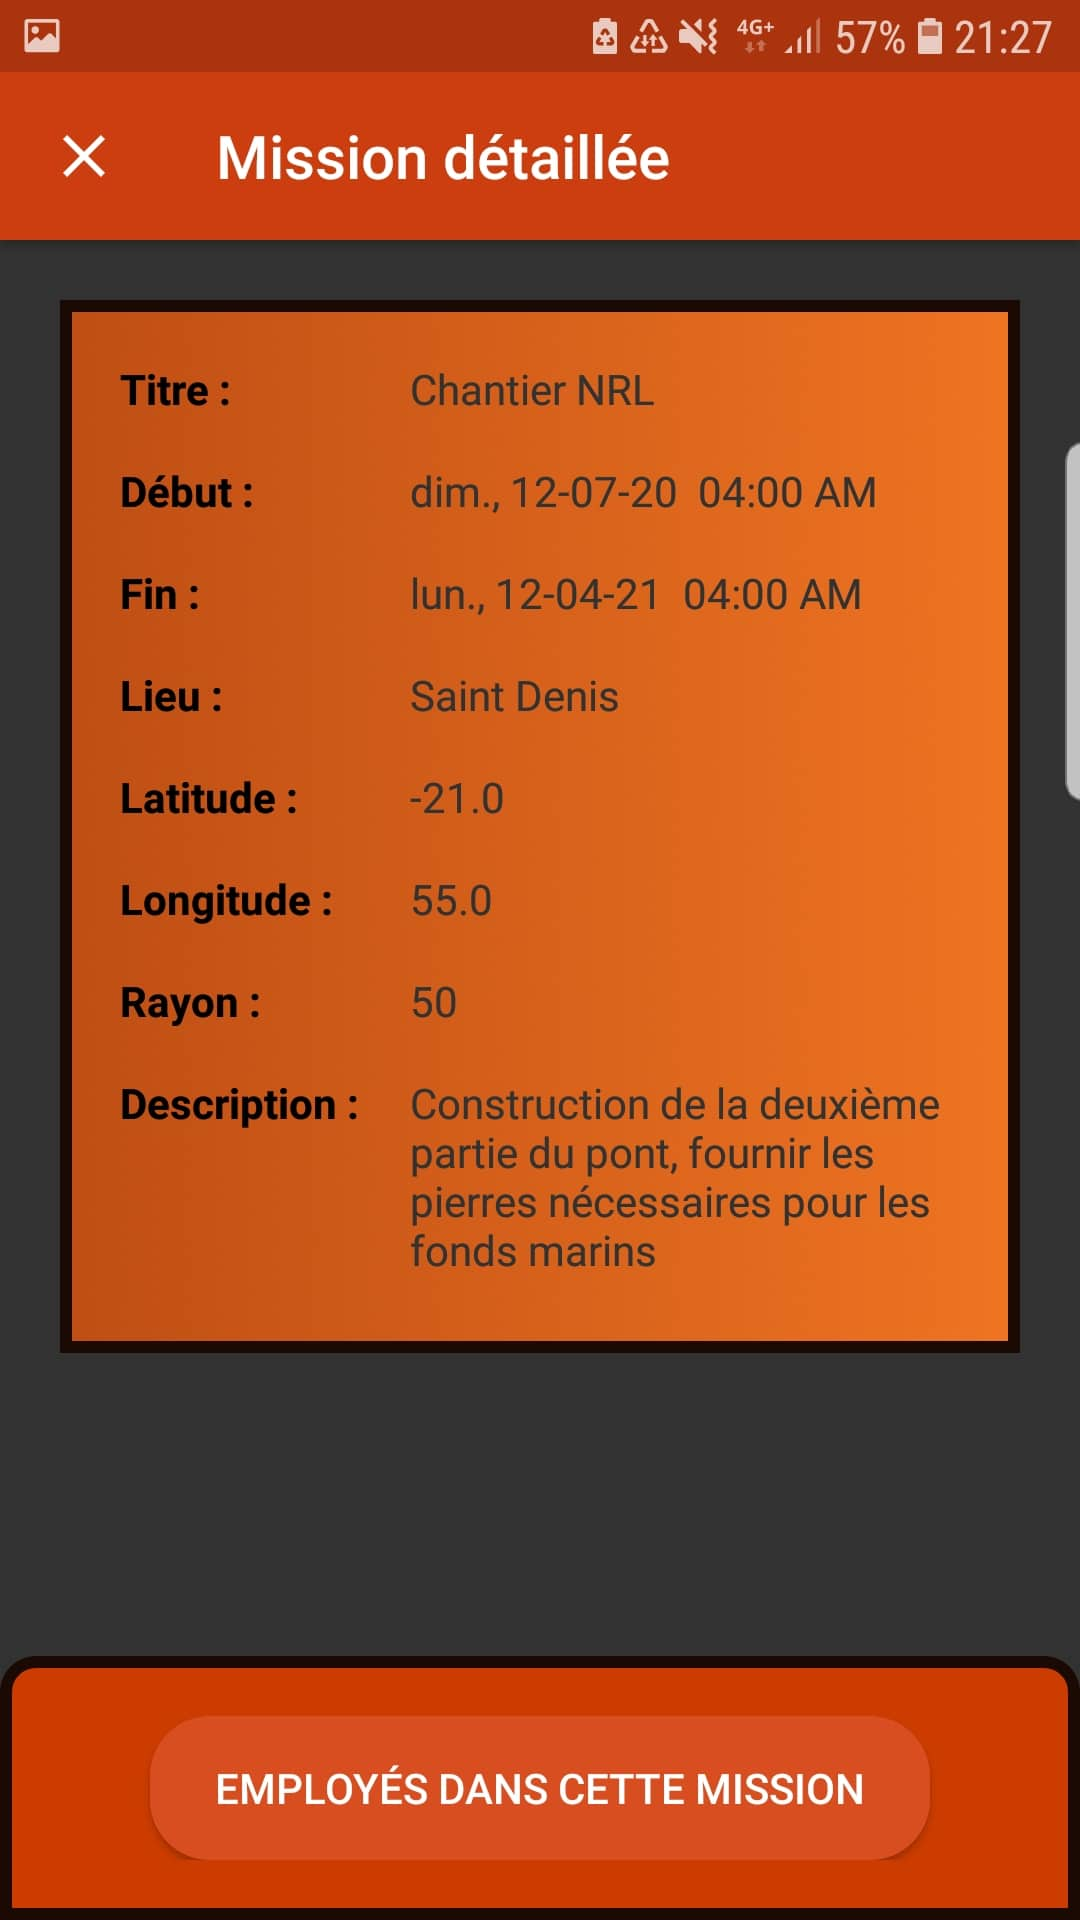 4G+ 57% 21:27
Mission détaillée
Titre : Chantier NRL
Début : dim., 12-07-20  04:00 AM
Fin : lun., 12-04-21  04:00 AM
Lieu : Saint Denis
Latitude : -21.0
Longitude : 55.0
Rayon : 50
Description : Construction de la deuxième
partie du pont, fournir les
pierres nécessaires pour les
fonds marins
EMPLOYÉS DANS CETTE MISSION